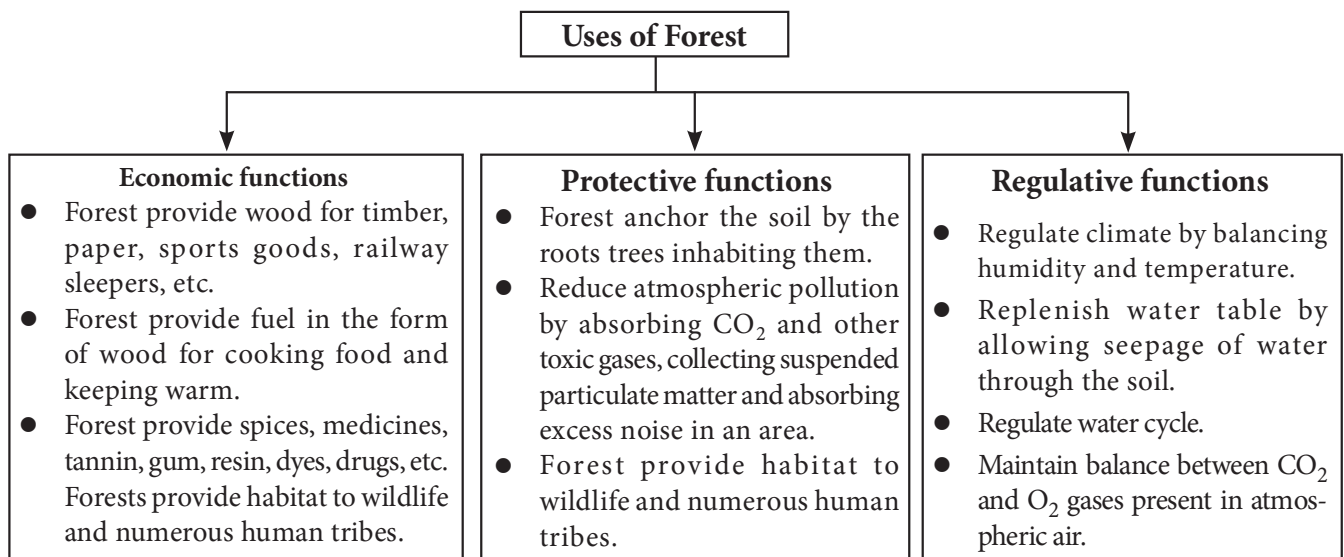 Uses of Forest
Economic functions
● Forest provide wood for timber,
paper, sports goods, railway
sleepers, etc.
● Forest provide fuel in the form
of wood for cooking food and
keeping warm.
● Forest provide spices, medicines,
tannin, gum, resin, dyes, drugs, etc.
Forests provide habitat to wildlife
and numerous human tribes.
Protective functions
● Forest anchor the soil by the
roots trees inhabiting them.
● Reduce atmospheric pollution
by absorbing CO₂ and other
toxic gases, collecting suspended
particulate matter and absorbing
excess noise in an area.
● Forest provide habitat to
wildlife and numerous human
tribes.
Regulative functions
● Regulate climate by balancing
humidity and temperature.
● Replenish water table by
allowing seepage of water
through the soil.
● Regulate water cycle.
● Maintain balance between CO₂
and O₂ gases present in atmos-
pheric air.